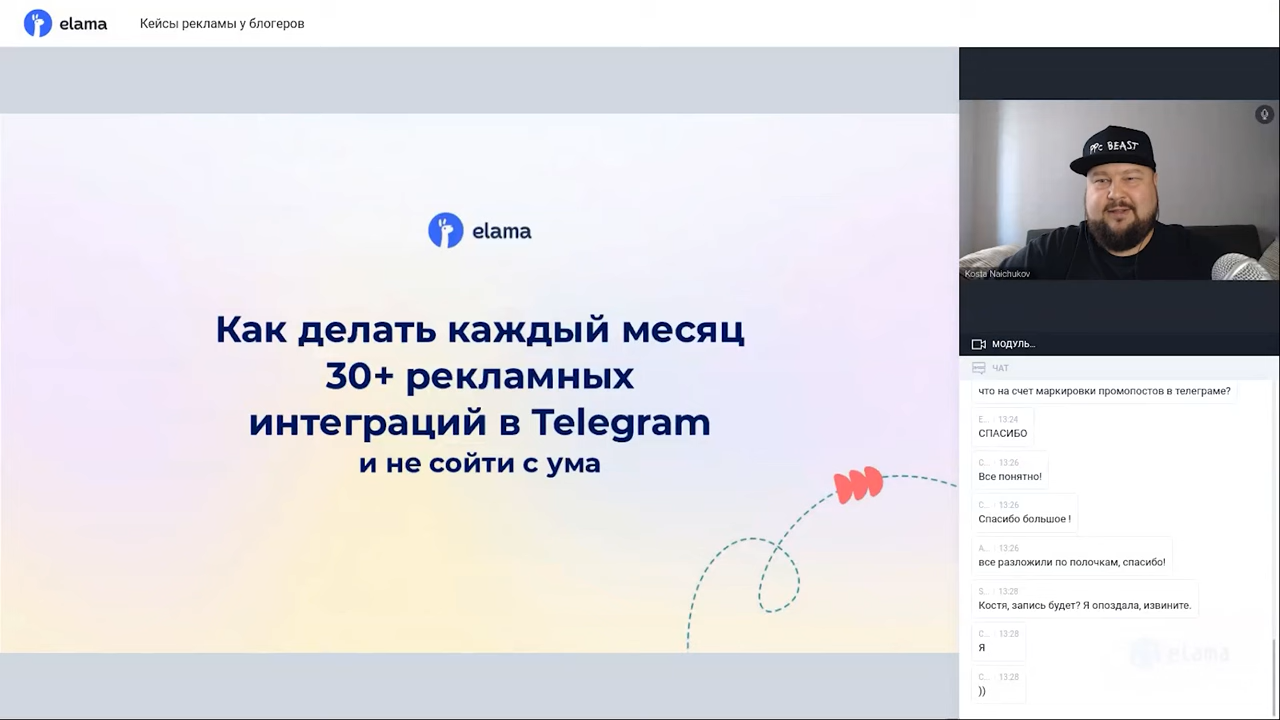 elama
Кейсы рекламы у блогеров
elama
Как делать каждый месяц
30+ рекламных
интеграций в Telegram
и не сойти с ума
PPC BEAST
Kosta Naichukov
МОДУЛЬ...
ЧАТ
что на счет маркировки промопостов в телеграме?
Е... 13:24
СПАСИБО
С... 13:26
Все понятно!
С... 13:26
Спасибо большое !
А... 13:26
все разложили по полочкам, спасибо!
S... 13:28
Костя, запись будет? Я опоздала, извините.
С... 13:28
Я
С... 13:28
))
elama